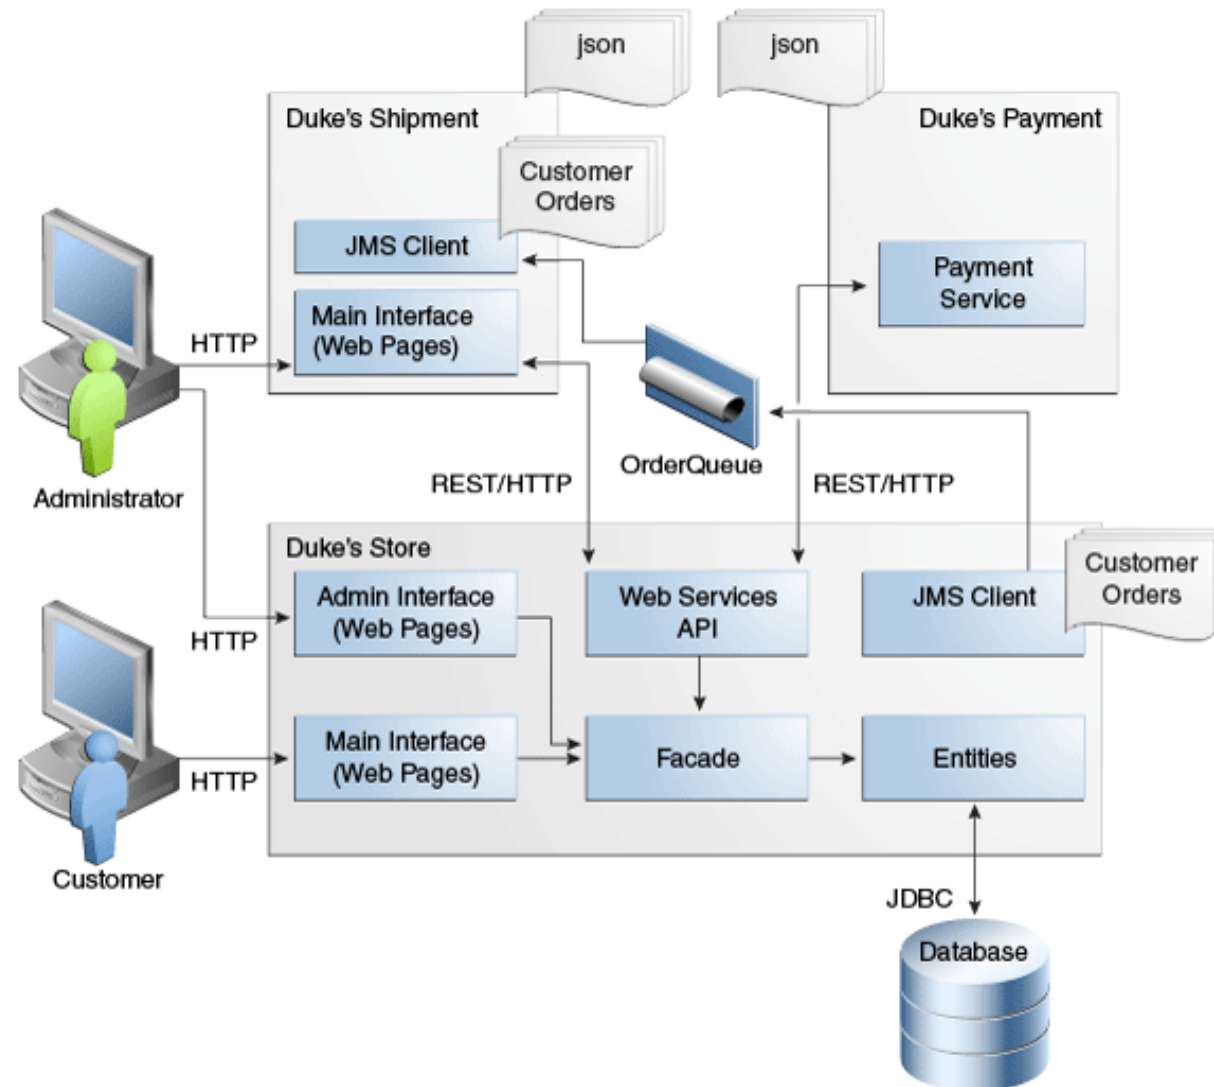 json
json
Duke's Shipment
Duke's Payment
Customer
Orders
JMS Client
Payment
Service
Main Interface
(Web Pages)
HTTP
OrderQueue
REST/HTTP
REST/HTTP
Administrator
Duke's Store
Admin Interface
(Web Pages)
Web Services
API
JMS Client
Customer
Orders
HTTP
Main Interface
(Web Pages)
Facade
Entities
HTTP
Customer
JDBC
Database